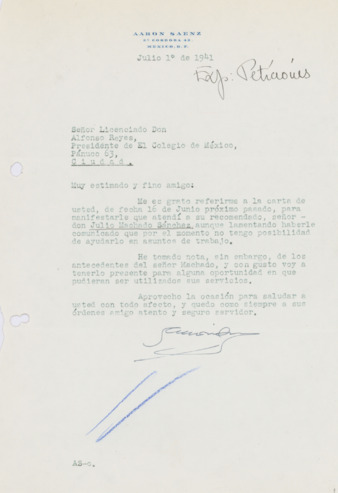 AARON SAENZ
MEXICO, D.F.
Julio 1º de 1941
Exp: Peticiones
Señor Licenciado Don
Alfonso Reyes,
Presidente de El Colegio de México,
Pánuco 63,
Ciudad.
Muy estimado y fino amigo:
Me es grato referirme a la carta de
usted, de fecha 16 de Junio próximo pasado, para
manifestarle que atendí a su recomendado, señor -
don Julio Machado Sánchez, aunque lamentando haberle
comunicado que por el momento no tengo posibilidad
de ayudarlo en asuntos de trabajo.
He tomado nota, sin embargo, de los
antecedentes del señor Machado, y con gusto voy a
tenerlo presente para alguna oportunidad en que
pudieran ser utilizados sus servicios.
Aprovecho la ocasión para saludar a
usted con todo afecto, y quedo como siempre a sus
órdenes amigo atento y seguro servidor.